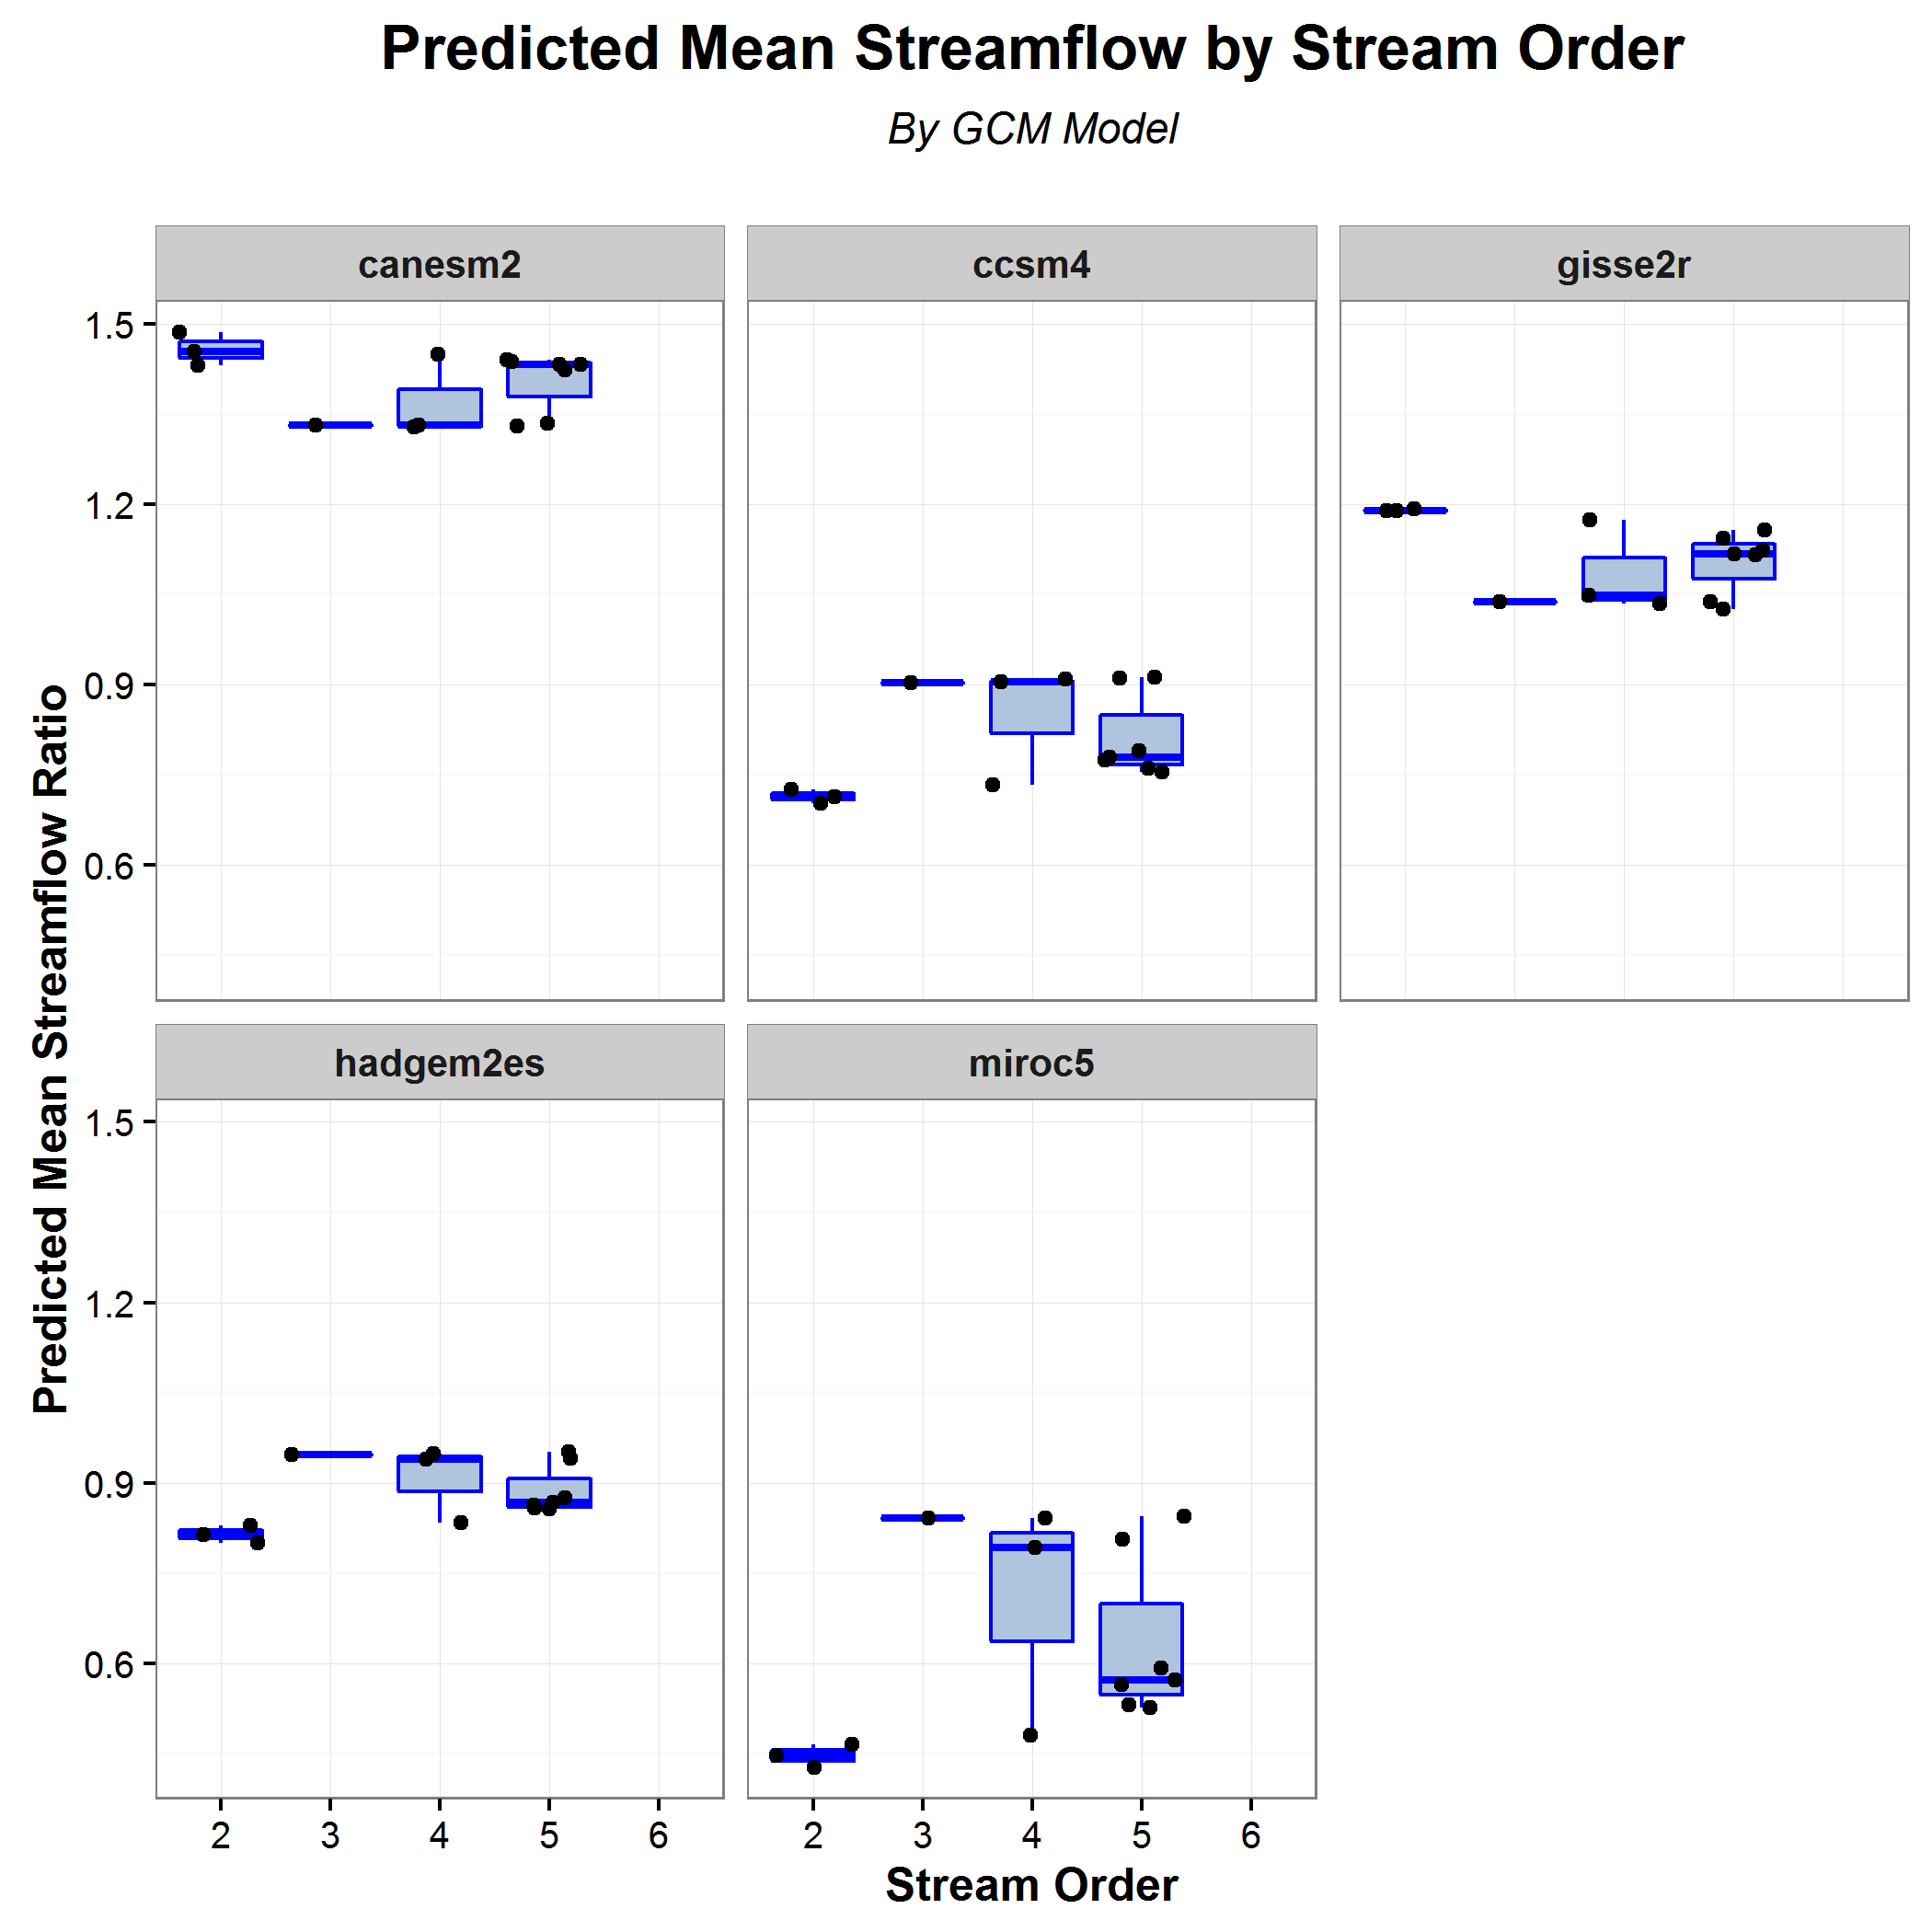 Predicted Mean Streamflow by Stream Order
By GCM Model
canesm2
ccsm4
gisse2r
1.5
1.2
0.9
0.6
hadgem2es
miroc5
1.5
1.2
0.9
0.6
2 3 4 5 6
2 3 4 5 6
Stream Order
Predicted Mean Streamflow Ratio